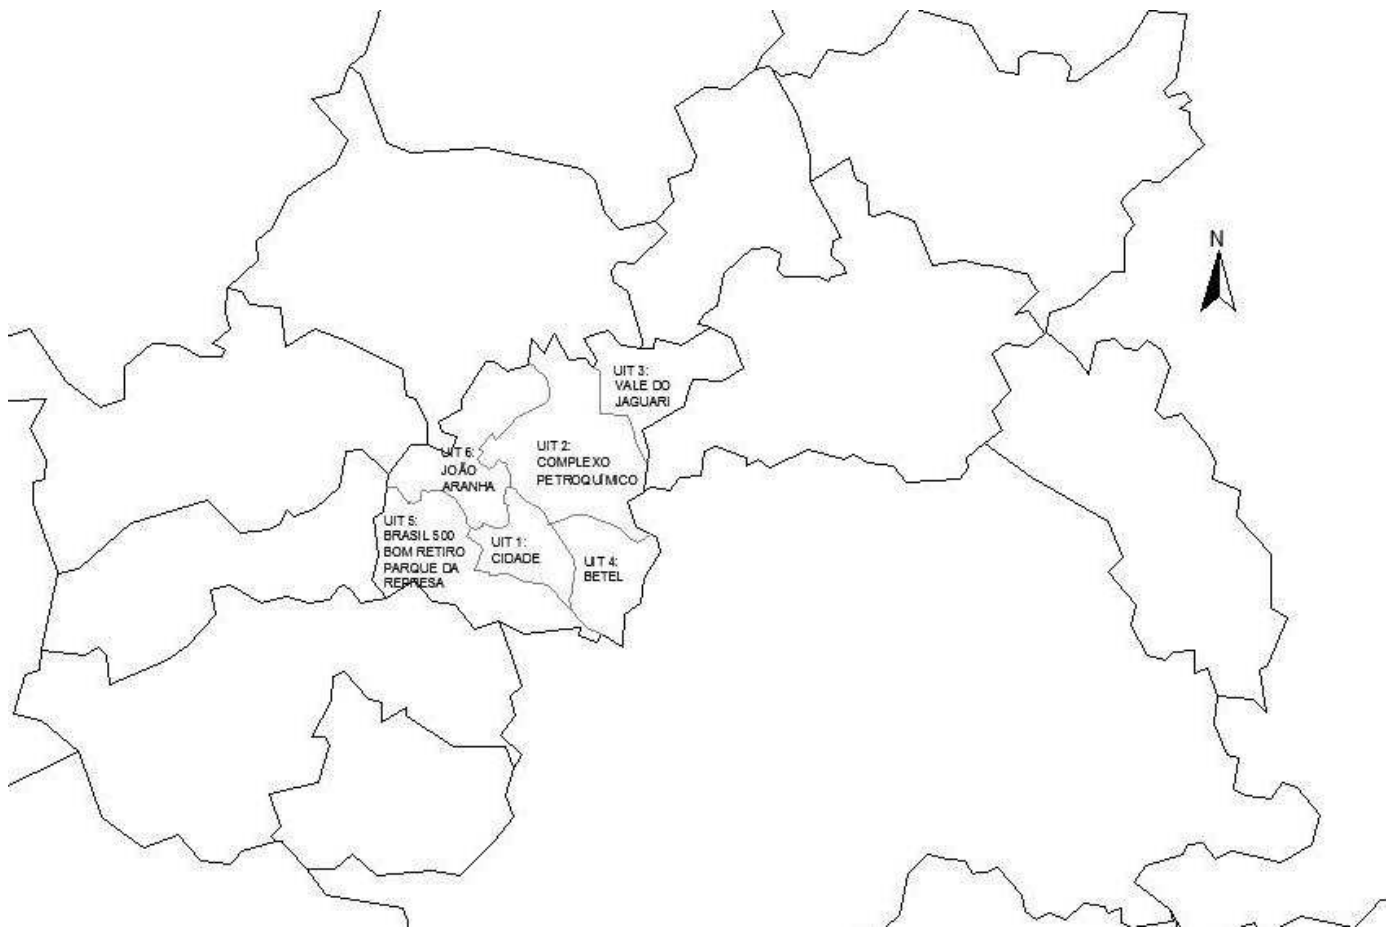 N
UIT 3:
VALE DO
JAGUARI
UIT 2:
COMPLEXO
PETROQUÍMICO
UIT 6:
JOÃO
ARANHA
UIT 5:
BRASIL 500
BOM RETIRO
PARQUE DA
REPRESA
UIT 1:
CIDADE
UIT 4:
BETEL